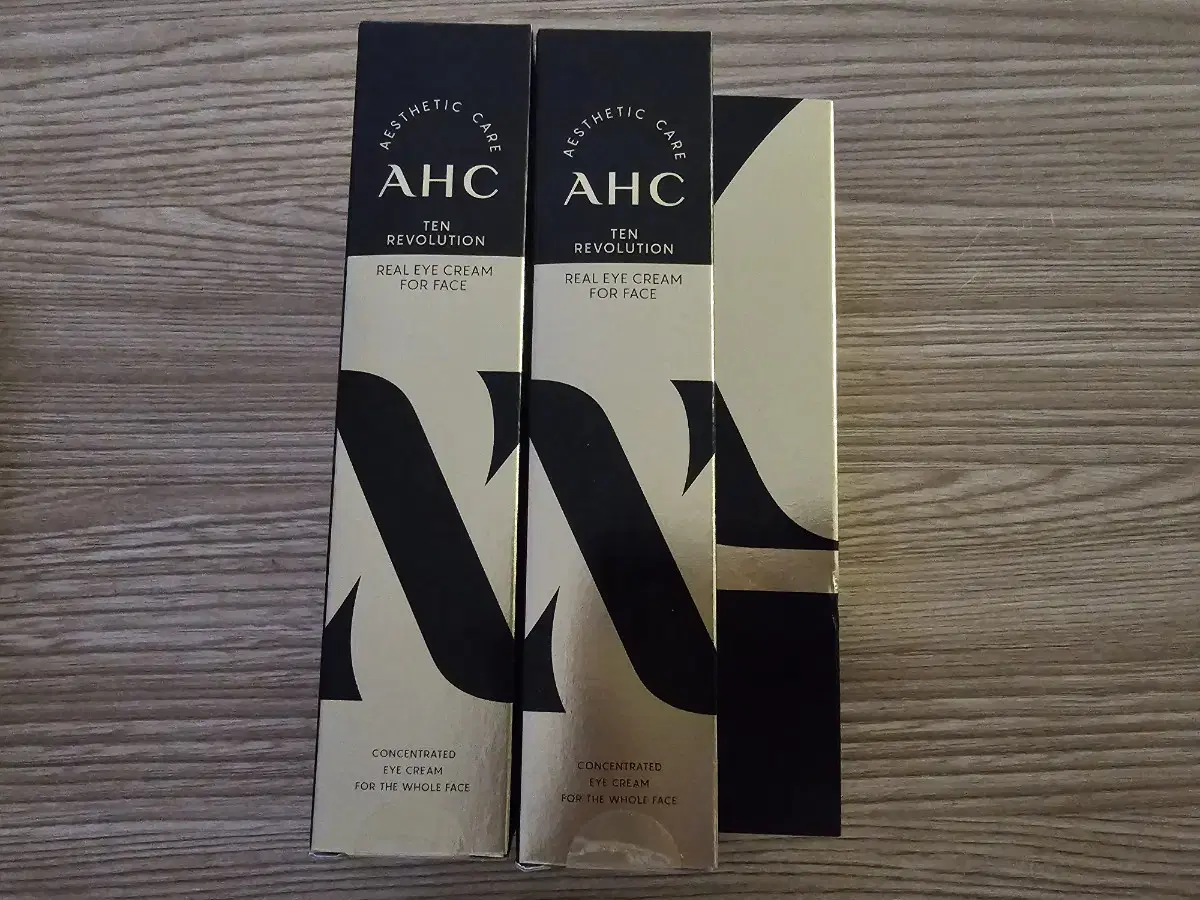 AESTHETIC CARE
AHC
TEN
REVOLUTION
REAL EYE CREAM
FOR FACE
CONCENTRATED
EYE CREAM
FOR THE WHOLE FACE
AESTHETIC CARE
AHC
TEN
REVOLUTION
REAL EYE CREAM
FOR FACE
CONCENTRATED
EYE CREAM
FOR THE WHOLE FACE